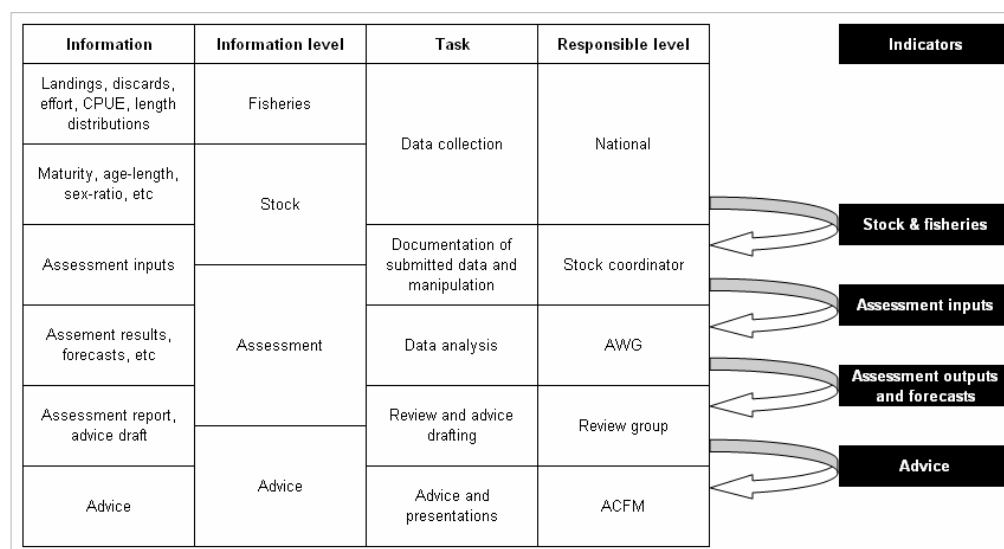 Information
Information level
Task
Responsible level
Indicators
Landings, discards,
effort, CPUE, length
distributions
Fisheries
Data collection
National
Maturity, age-length,
sex-ratio, etc
Stock
Stock & fisheries
Assessment inputs
Documentation of
submitted data and
manipulation
Stock coordinator
Assessment inputs
Assement results,
forecasts, etc
Assessment
Data analysis
AWG
Assessment outputs
and forecasts
Assessment report,
advice draft
Review and advice
drafting
Review group
Advice
Advice
Advice
Advice and
presentations
ACFM